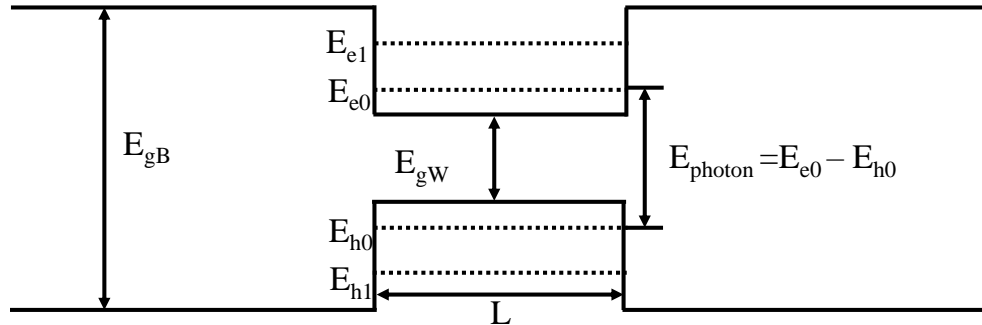 E_e1
E_e0
E_gB
E_gW
E_photon = E_e0 – E_h0
E_h0
E_h1
L